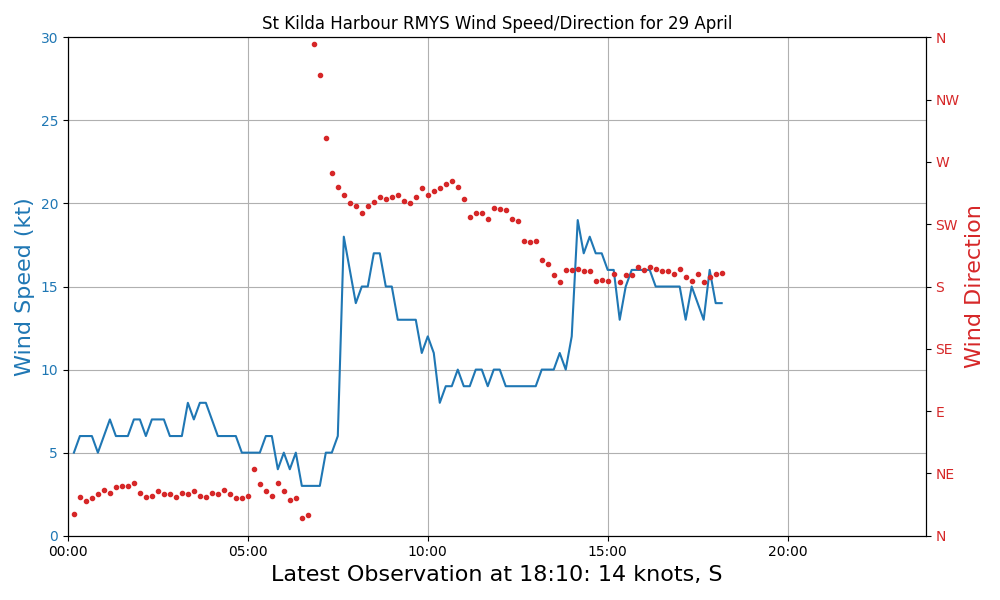 St Kilda Harbour RMYS Wind Speed/Direction for 29 April
30
25
20
15
10
5
0
Wind Speed (kt)
N
NW
W
SW
S
SE
E
NE
N
Wind Direction
00:00 05:00 10:00 15:00 20:00
Latest Observation at 18:10: 14 knots, S